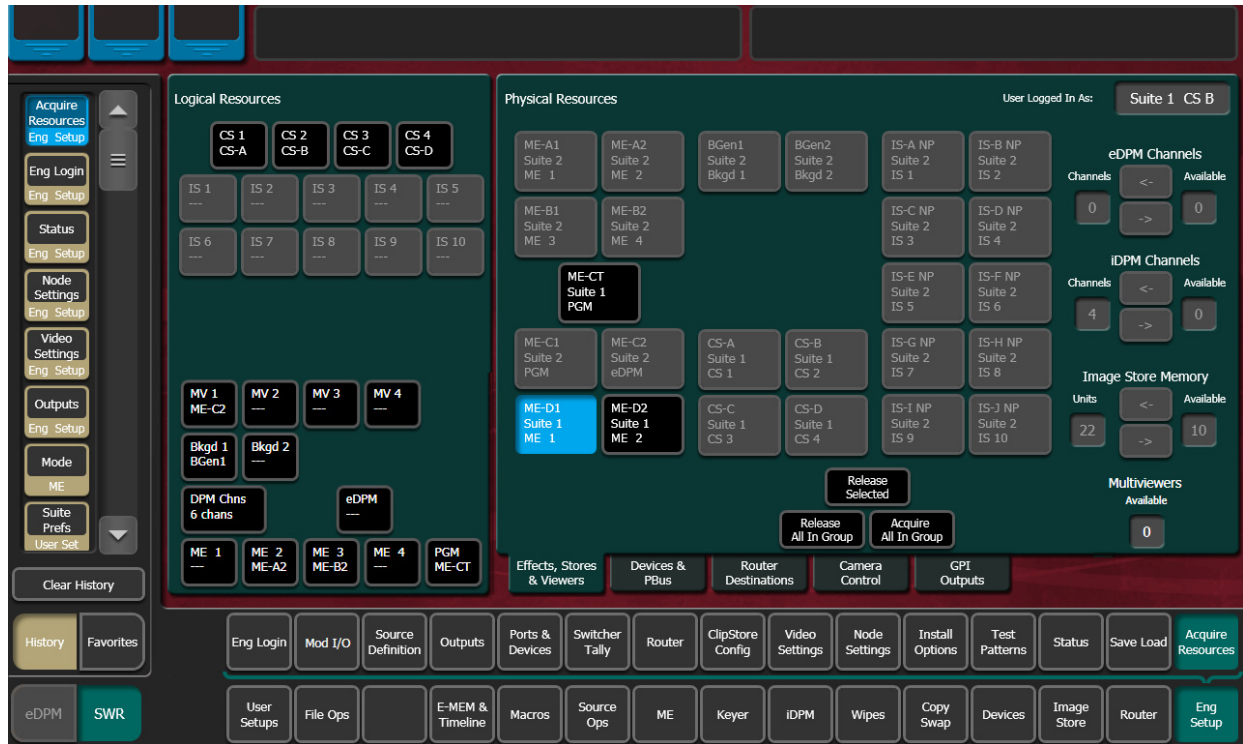 Acquire
Resources
Eng Setup
Eng Login
Eng Setup
Status
Eng Setup
Node
Settings
Eng Setup
Video
Settings
Eng Setup
Outputs
Eng Setup
Mode
ME
Suite
Prefs
User Set
Clear History
History
Favorites
eDPM
SWR
Logical Resources
CS 1
CS-A
CS 2
CS-B
CS 3
CS-C
CS 4
CS-D
IS 1
---
IS 2
---
IS 3
---
IS 4
---
IS 5
---
IS 6
---
IS 7
---
IS 8
---
IS 9
---
IS 10
---
MV 1
ME-C2
MV 2
---
MV 3
---
MV 4
---
Bkgd 1
BGen1
Bkgd 2
---
DPM Chns
6 chans
eDPM
---
ME 1
---
ME 2
ME-A2
ME 3
ME-B2
ME 4
---
PGM
ME-CT
Physical Resources
User Logged In As:
Suite 1 CS B
ME-A1
Suite 2
ME 1
ME-A2
Suite 2
ME 2
BGen1
Suite 2
Bkgd 1
BGen2
Suite 2
Bkgd 2
IS-A NP
Suite 2
IS 1
IS-B NP
Suite 2
IS 2
ME-B1
Suite 2
ME 3
ME-B2
Suite 2
ME 4
IS-C NP
Suite 2
IS 3
IS-D NP
Suite 2
IS 4
ME-CT
Suite 1
PGM
IS-E NP
Suite 2
IS 5
IS-F NP
Suite 2
IS 6
ME-C1
Suite 2
PGM
ME-C2
Suite 2
eDPM
CS-A
Suite 1
CS 1
CS-B
Suite 1
CS 2
IS-G NP
Suite 2
IS 7
IS-H NP
Suite 2
IS 8
ME-D1
Suite 1
ME 1
ME-D2
Suite 1
ME 2
CS-C
Suite 1
CS 3
CS-D
Suite 1
CS 4
IS-I NP
Suite 2
IS 9
IS-J NP
Suite 2
IS 10
eDPM Channels
Channels
<-
Available
0
->
0
iDPM Channels
Channels
<-
Available
4
->
0
Image Store Memory
Units
<-
Available
22
->
10
Multiviewers
Available
0
Release
Selected
Release
All In Group
Acquire
All In Group
Effects, Stores
& Viewers
Devices &
PBus
Router
Destinations
Camera
Control
GPI
Outputs
Eng Login
Mod I/O
Source
Definition
Outputs
Ports &
Devices
Switcher
Tally
Router
ClipStore
Config
Video
Settings
Node
Settings
Install
Options
Test
Patterns
Status
Save Load
Acquire
Resources
User
Setups
File Ops
E-MEM &
Timeline
Macros
Source
Ops
ME
Keyer
iDPM
Wipes
Copy
Swap
Devices
Image
Store
Router
Eng
Setup